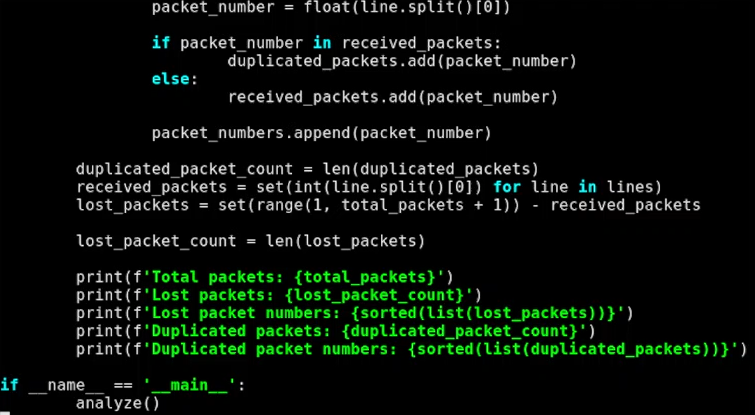 packet_number = float(line.split()[0])
if packet_number in received_packets:
duplicated_packets.add(packet_number)
else:
received_packets.add(packet_number)
packet_numbers.append(packet_number)
duplicated_packet_count = len(duplicated_packets)
received_packets = set(int(line.split()[0]) for line in lines)
lost_packets = set(range(1, total_packets + 1)) - received_packets
lost_packet_count = len(lost_packets)
print(f'Total packets: {total_packets}')
print(f'Lost packets: {lost_packet_count}')
print(f'Lost packet numbers: {sorted(list(lost_packets))}')
print(f'Duplicated packets: {duplicated_packet_count}')
print(f'Duplicated packet numbers: {sorted(list(duplicated_packets))}')
if __name__ == '__main__':
analyze()